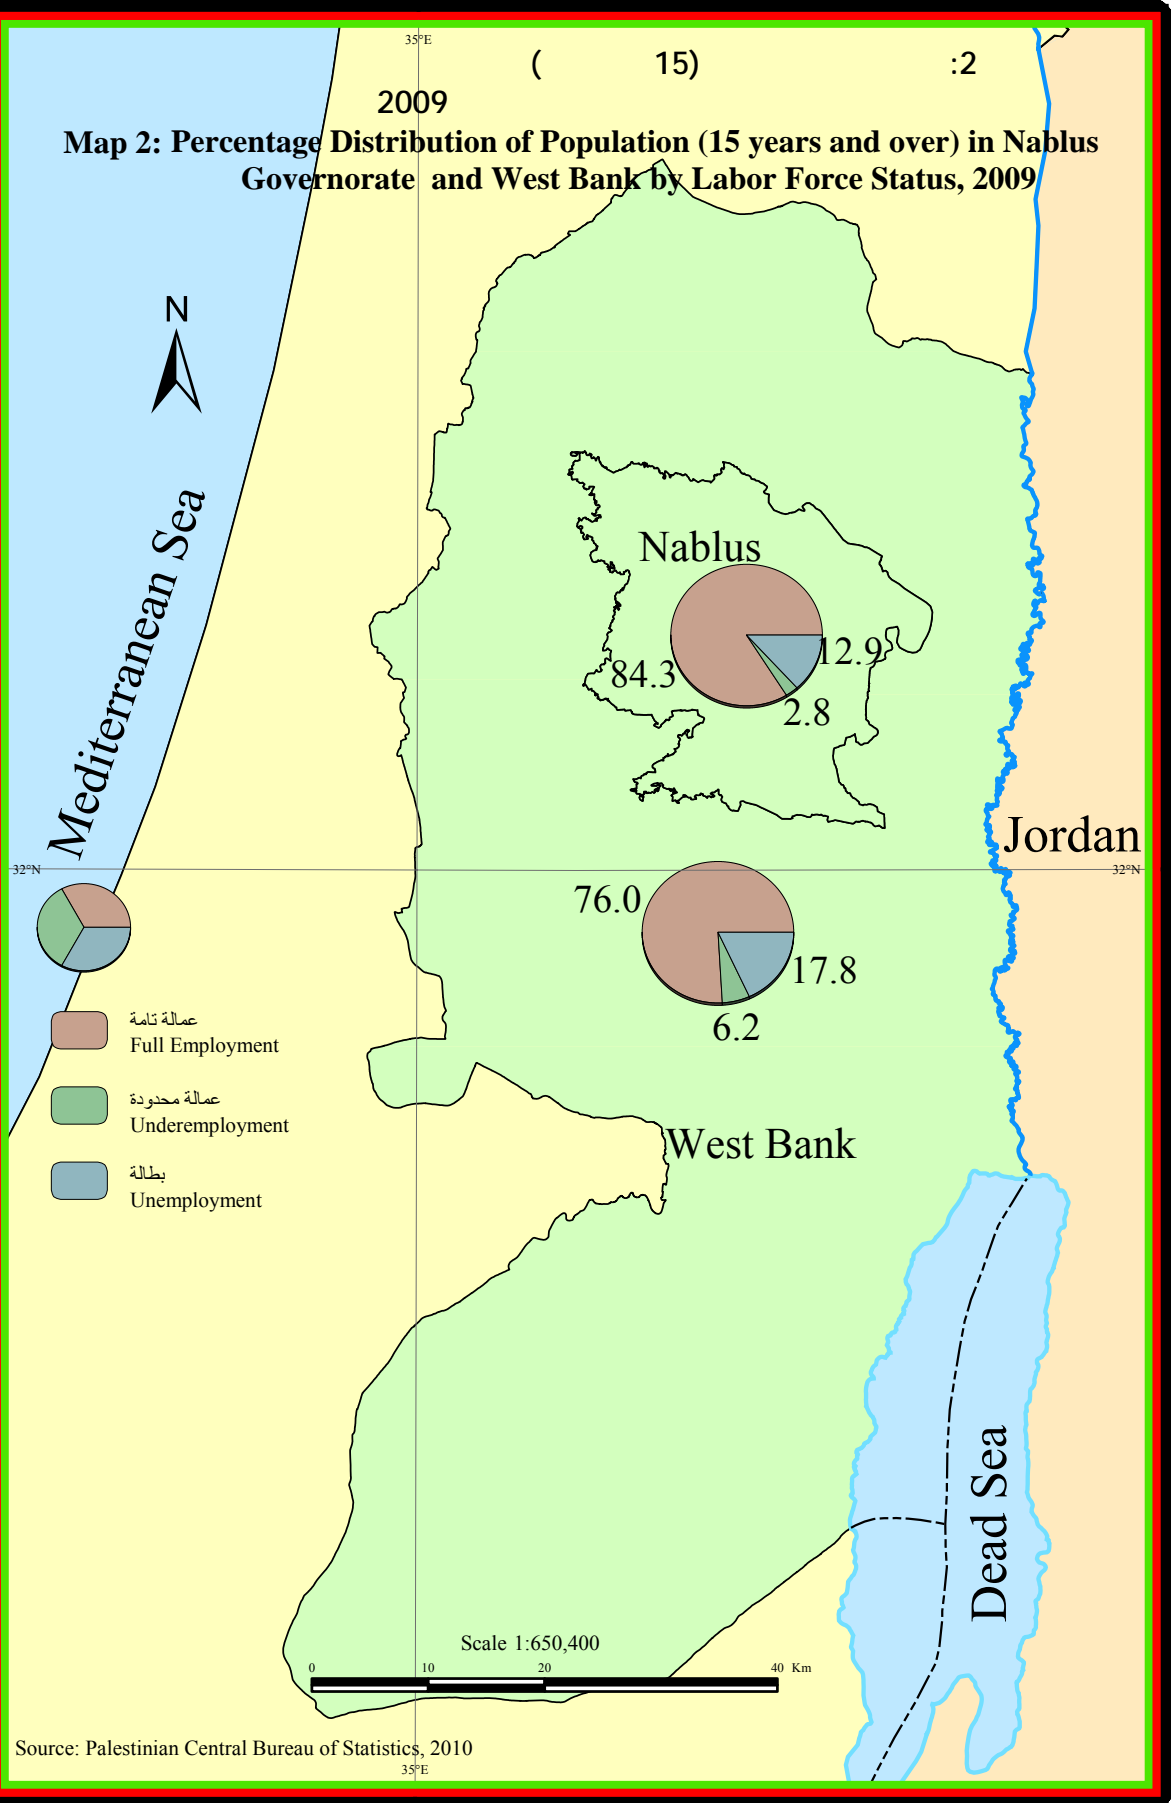 35°E
( 15) :2
2009
Map 2: Percentage Distribution of Population (15 years and over) in Nablus
Governorate and West Bank by Labor Force Status, 2009
N
Mediterranean Sea
Nablus
12.9
84.3
2.8
Jordan
32°N
32°N
76.0
17.8
6.2
عمالة تامة
Full Employment
عمالة محدودة
Underemployment
بطالة
Unemployment
West Bank
Dead Sea
Scale 1:650,400
0 10 20 40 Km
Source: Palestinian Central Bureau of Statistics, 2010
35°E